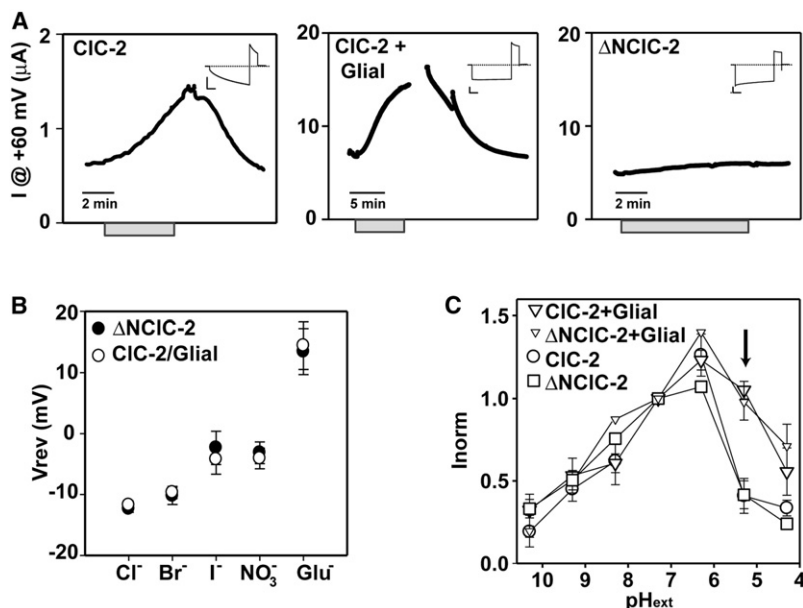 A
ClC-2
ClC-2 +
Glial
ΔNClC-2
I @ +60 mV (μA)
2
1
0
2 min
20
10
0
5 min
20
10
0
2 min
B
Vrev (mV)
20
10
0
-10
-20
ΔNClC-2
ClC-2/Glial
Cl⁻ Br⁻ I⁻ NO₃⁻ Glu⁻
C
Inorm
1.5
1.0
0.5
0.0
ClC-2+Glial
ΔNClC-2+Glial
ClC-2
ΔNClC-2
10 9 8 7 6 5 4
pHext